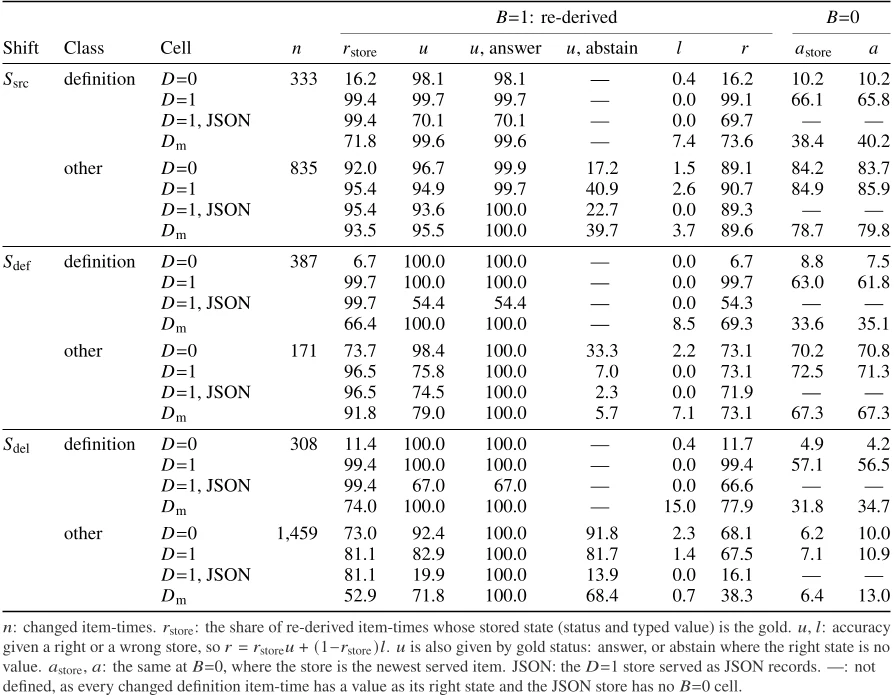 B=1: re-derived B=0
Shift Class Cell n r_store u u, answer u, abstain l r a_store a
S_src definition D=0 333 16.2 98.1 98.1 — 0.4 16.2 10.2 10.2
D=1 99.4 99.7 99.7 — 0.0 99.1 66.1 65.8
D=1, JSON 99.4 70.1 70.1 — 0.0 69.7 — —
D_m 71.8 99.6 99.6 — 7.4 73.6 38.4 40.2
other D=0 835 92.0 96.7 99.9 17.2 1.5 89.1 84.2 83.7
D=1 95.4 94.9 99.7 40.9 2.6 90.7 84.9 85.9
D=1, JSON 95.4 93.6 100.0 22.7 0.0 89.3 — —
D_m 93.5 95.5 99.7 39.7 3.7 89.6 78.7 79.8
S_def definition D=0 387 6.7 100.0 100.0 — 0.0 6.7 8.8 7.5
D=1 99.7 100.0 100.0 — 0.0 99.7 63.0 61.8
D=1, JSON 99.7 54.4 54.4 — 0.0 54.3 — —
D_m 66.4 100.0 100.0 — 8.5 69.3 33.6 35.1
other D=0 171 73.7 98.4 100.0 33.3 2.2 73.1 70.2 70.8
D=1 96.5 75.8 100.0 7.0 0.0 73.1 72.5 71.3
D=1, JSON 96.5 74.5 100.0 2.3 0.0 71.9 — —
D_m 91.8 79.0 100.0 5.7 7.1 73.1 67.3 67.3
S_del definition D=0 308 11.4 100.0 100.0 — 0.4 11.7 4.9 4.2
D=1 99.4 100.0 100.0 — 0.0 99.4 57.1 56.5
D=1, JSON 99.4 67.0 67.0 — 0.0 66.6 — —
D_m 74.0 100.0 100.0 — 15.0 77.9 31.8 34.7
other D=0 1,459 73.0 92.4 100.0 91.8 2.3 68.1 6.2 10.0
D=1 81.1 82.9 100.0 81.7 1.4 67.5 7.1 10.9
D=1, JSON 81.1 19.9 100.0 13.9 0.0 16.1 — —
D_m 52.9 71.8 100.0 68.4 0.7 38.3 6.4 13.0
n: changed item-times. r_store: the share of re-derived item-times whose stored state (status and typed value) is the gold. u, l: accuracy
given a right or a wrong store, so r = r_store u + (1−r_store)l. u is also given by gold status: answer, or abstain where the right state is no
value. a_store, a: the same at B=0, where the store is the newest served item. JSON: the D=1 store served as JSON records. —: not
defined, as every changed definition item-time has a value as its right state and the JSON store has no B=0 cell.